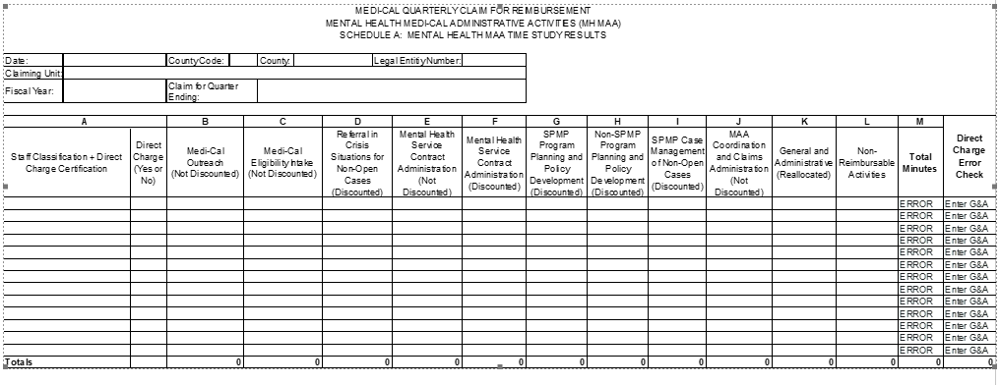 MEDI-CAL QUARTERLY CLAIM FOR REIMBURSEMENT
MENTAL HEALTH MEDI-CAL ADMINISTRATIVE ACTIVITIES (MH MAA)
SCHEDULE A: MENTAL HEALTH MAA TIME STUDY RESULTS
Date: County Code: County: Legal Entity Number:
Claiming Unit:
Fiscal Year: Claim for Quarter
Ending:
A B C D E F G H I J K L M
Staff Classification + Direct
Charge Certification
Direct
Charge
(Yes or
No)
Medi-Cal
Outreach
(Not Discounted)
Medi-Cal
Eligibility Intake
(Not Discounted)
Referral in
Crisis
Situations for
Non-Open
Cases
(Discounted)
Mental Health
Service
Contract
Administration
(Not
Discounted)
Mental Health
Service
Contract
Administration
(Discounted)
SPMP
Program
Planning and
Policy
Development
(Discounted)
Non-SPMP
Program
Planning and
Policy
Development
(Discounted)
SPMP Case
Management
of Non-Open
Cases
(Discounted)
MAA
Coordination
and Claims
Administration
(Not
Discounted)
General and
Administrative
(Reallocated)
Non-
Reimbursable
Activities
Total
Minutes
Direct
Charge
Error
Check
ERROR Enter G&A
ERROR Enter G&A
ERROR Enter G&A
ERROR Enter G&A
ERROR Enter G&A
ERROR Enter G&A
ERROR Enter G&A
ERROR Enter G&A
ERROR Enter G&A
ERROR Enter G&A
ERROR Enter G&A
ERROR Enter G&A
ERROR Enter G&A
Totals 0 0 0 0 0 0 0 0 0 0 0 0 0